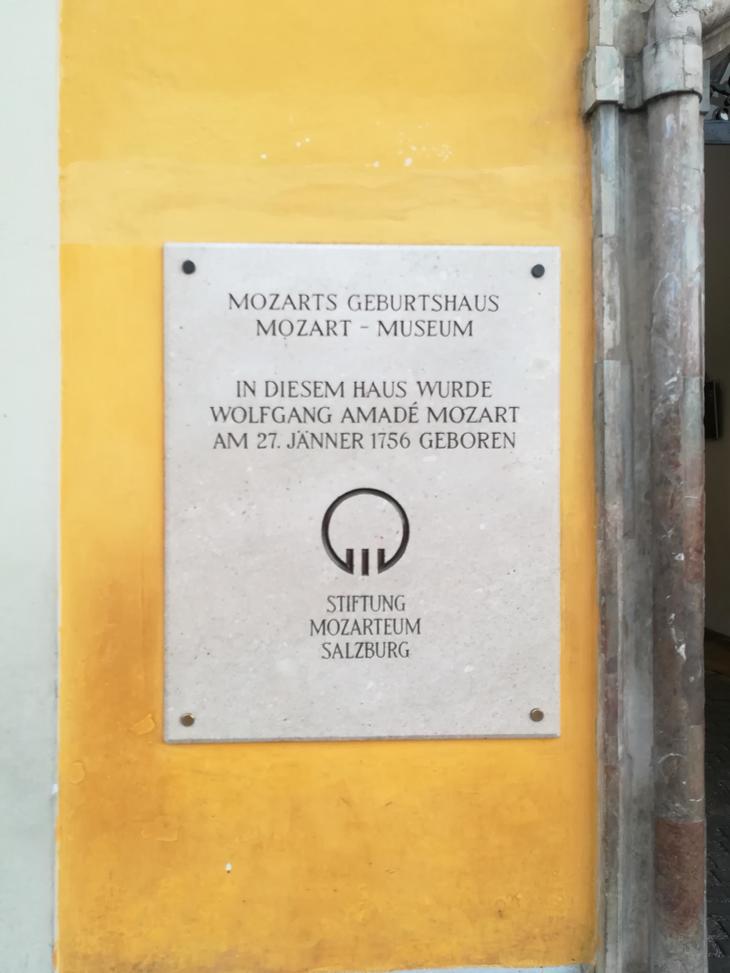 MOZARTS GEBURTSHAUS
MOZART - MUSEUM
IN DIESEM HAUS WURDE
WOLFGANG AMADÉ MOZART
AM 27. JÄNNER 1756 GEBOREN
STIFTUNG
MOZARTEUM
SALZBURG